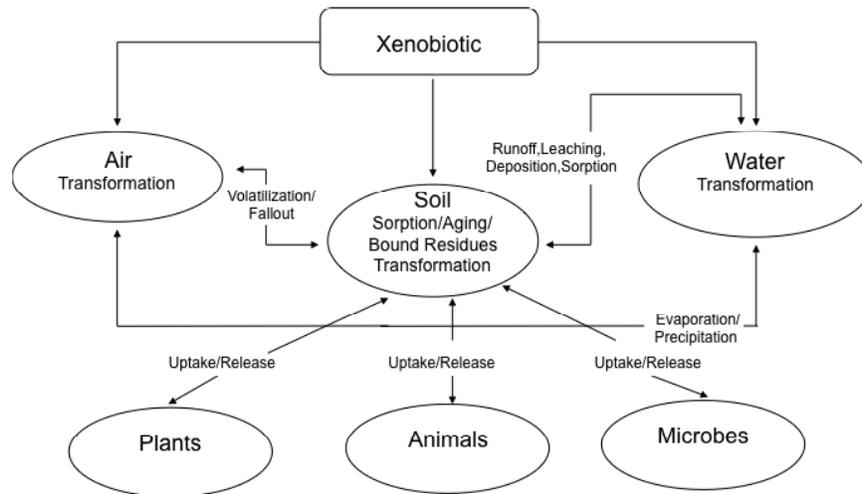 Xenobiotic
Air
Transformation
Runoff,Leaching,
Deposition,Sorption
Water
Transformation
Volatilization/
Fallout
Soil
Sorption/Aging/
Bound Residues
Transformation
Evaporation/
Precipitation
Uptake/Release
Uptake/Release
Uptake/Release
Plants
Animals
Microbes